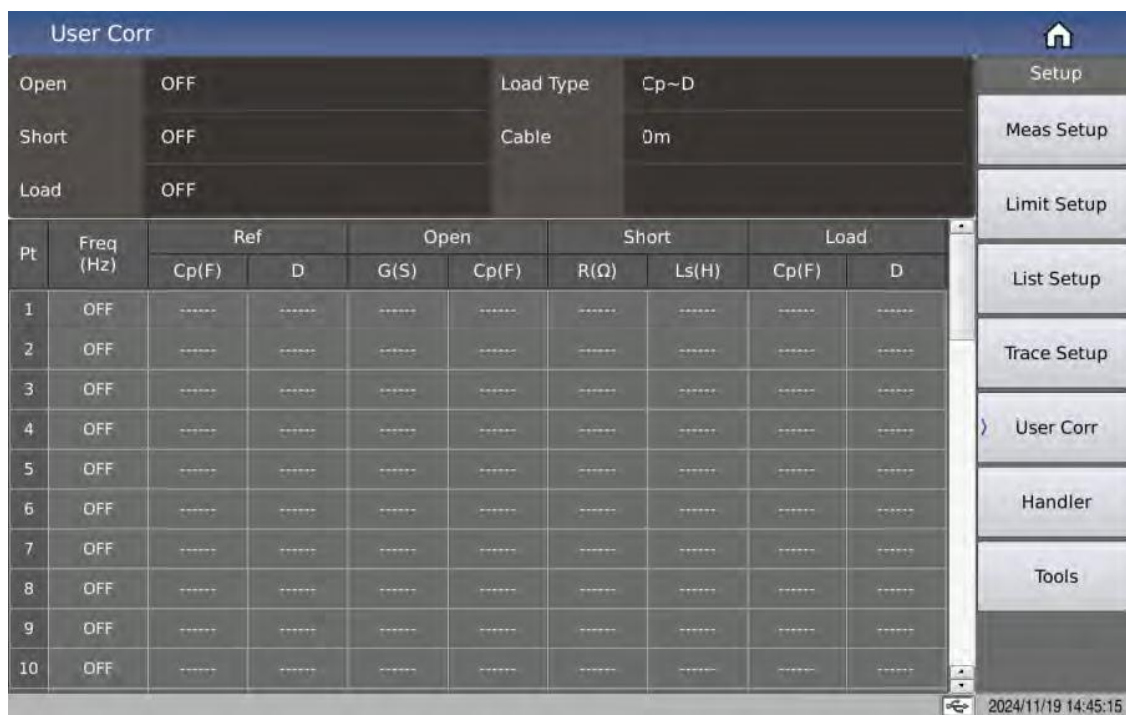 User Corr
Open OFF Load Type Cp~D
Short OFF Cable 0m
Load OFF
Pt Freq (Hz) Ref Open Short Load
Cp(F) D G(S) Cp(F) R(Ω) Ls(H) Cp(F) D
1 OFF ------ ------ ------ ------ ------ ------ ------ ------
2 OFF ------ ------ ------ ------ ------ ------ ------ ------
3 OFF ------ ------ ------ ------ ------ ------ ------ ------
4 OFF ------ ------ ------ ------ ------ ------ ------ ------
5 OFF ------ ------ ------ ------ ------ ------ ------ ------
6 OFF ------ ------ ------ ------ ------ ------ ------ ------
7 OFF ------ ------ ------ ------ ------ ------ ------ ------
8 OFF ------ ------ ------ ------ ------ ------ ------ ------
9 OFF ------ ------ ------ ------ ------ ------ ------ ------
10 OFF ------ ------ ------ ------ ------ ------ ------ ------
Setup
Meas Setup
Limit Setup
List Setup
Trace Setup
User Corr
Handler
Tools
2024/11/19 14:45:15